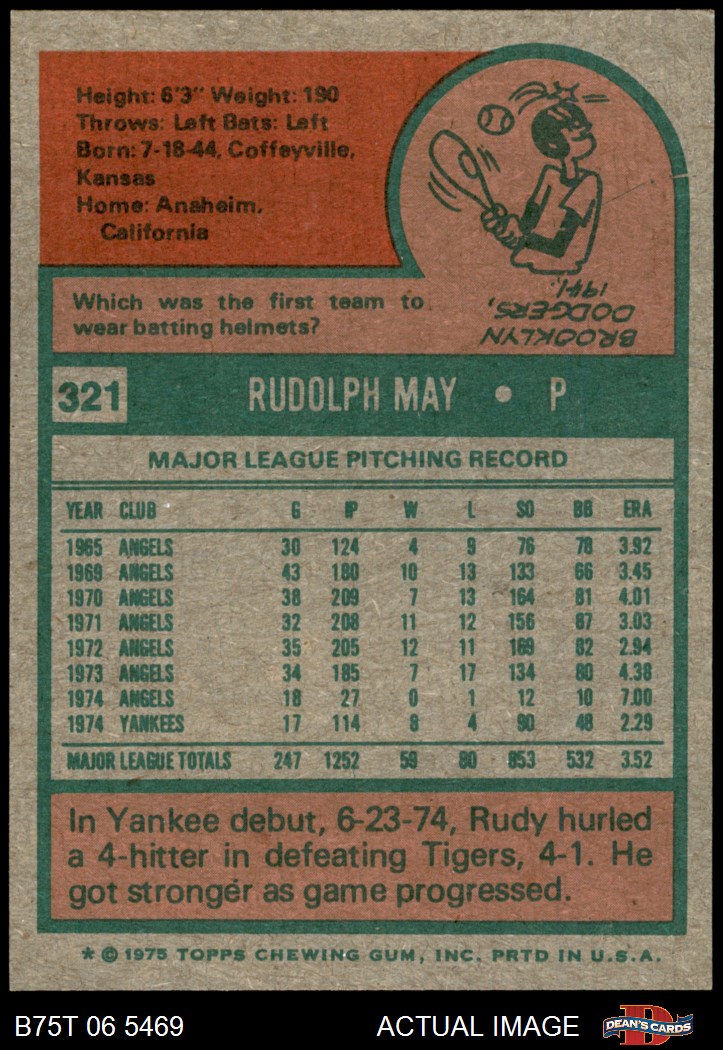 Height: 6'3" Weight: 190
Throws: Left Bats: Left
Born: 7-18-44, Coffeyville,
Kansas
Home: Anaheim,
California
Which was the first team to
wear batting helmets?
BROOKLYN
DODGERS,
1941.
321 RUDOLPH MAY • P
MAJOR LEAGUE PITCHING RECORD
YEAR CLUB G IP W L SO BB ERA
1965 ANGELS 30 124 4 9 76 78 3.92
1969 ANGELS 43 180 10 13 133 66 3.45
1970 ANGELS 38 209 7 13 164 81 4.01
1971 ANGELS 32 208 11 12 156 87 3.03
1972 ANGELS 35 205 12 11 169 82 2.94
1973 ANGELS 34 185 7 17 134 80 4.38
1974 ANGELS 18 27 0 1 12 10 7.00
1974 YANKEES 17 114 8 4 90 48 2.29
MAJOR LEAGUE TOTALS 247 1252 59 80 853 532 3.52
In Yankee debut, 6-23-74, Rudy hurled
a 4-hitter in defeating Tigers, 4-1. He
got stronger as game progressed.
* © 1975 TOPPS CHEWING GUM, INC. PRTD IN U.S.A.
B75T 06 5469 ACTUAL IMAGE D DEAN'S CARDS